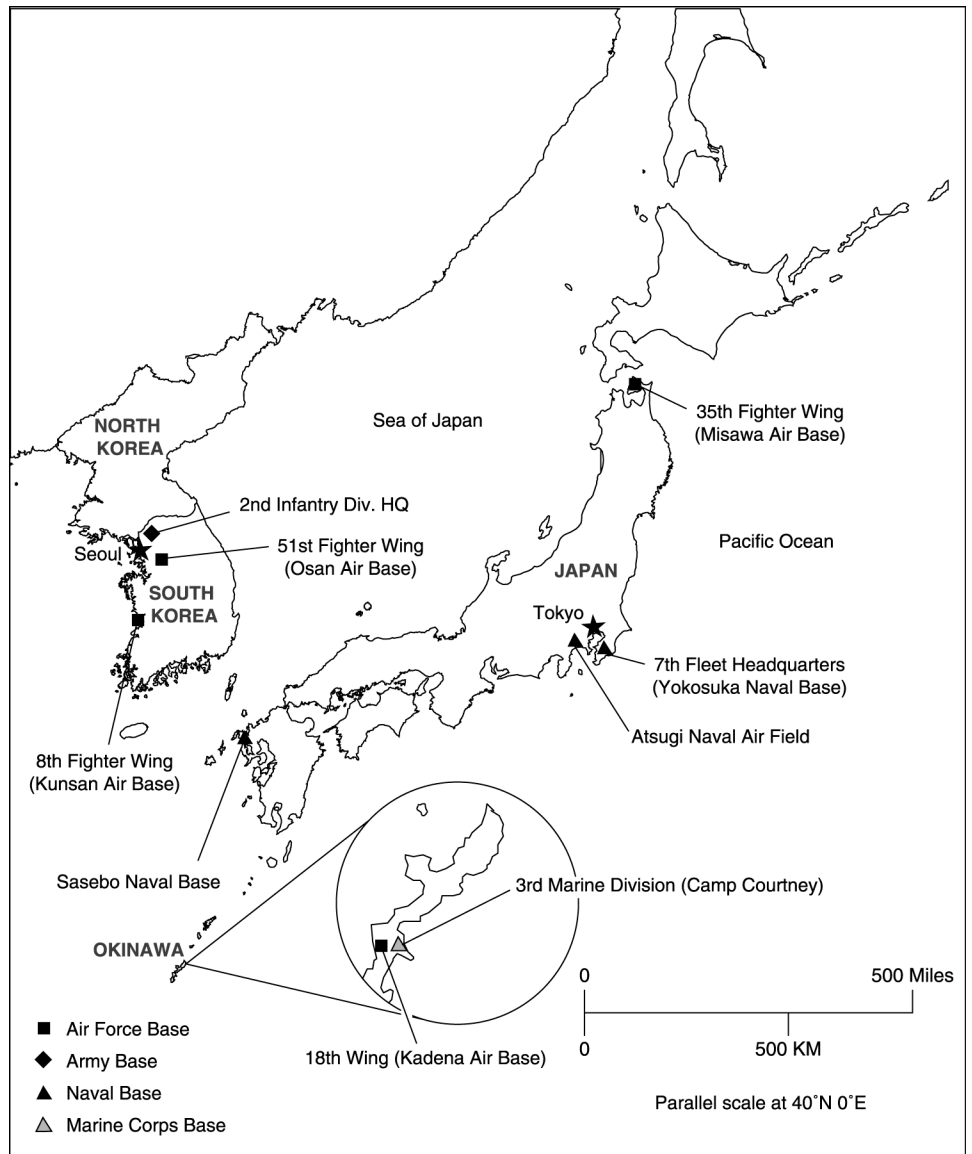 NORTH
KOREA
Sea of Japan
35th Fighter Wing
(Misawa Air Base)
2nd Infantry Div. HQ
Seoul
51st Fighter Wing
(Osan Air Base)
Pacific Ocean
JAPAN
SOUTH
KOREA
Tokyo
7th Fleet Headquarters
(Yokosuka Naval Base)
Atsugi Naval Air Field
8th Fighter Wing
(Kunsan Air Base)
Sasebo Naval Base
3rd Marine Division (Camp Courtney)
OKINAWA
0 500 Miles
0 500 KM
18th Wing (Kadena Air Base)
Parallel scale at 40˚N 0˚E
Air Force Base
Army Base
Naval Base
Marine Corps Base